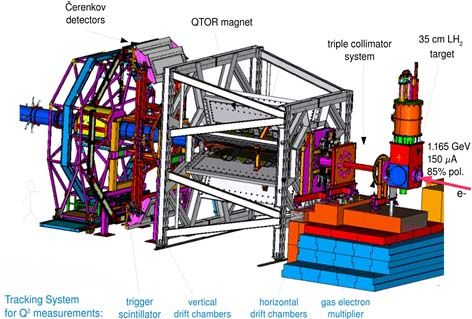 Čerenkov
detectors
QTOR magnet
triple collimator
system
35 cm LH2
target
1.165 GeV
150 μA
85% pol.
e-
Tracking System
for Q² measurements:
trigger
scintillator
vertical
drift chambers
horizontal
drift chambers
gas electron
multiplier